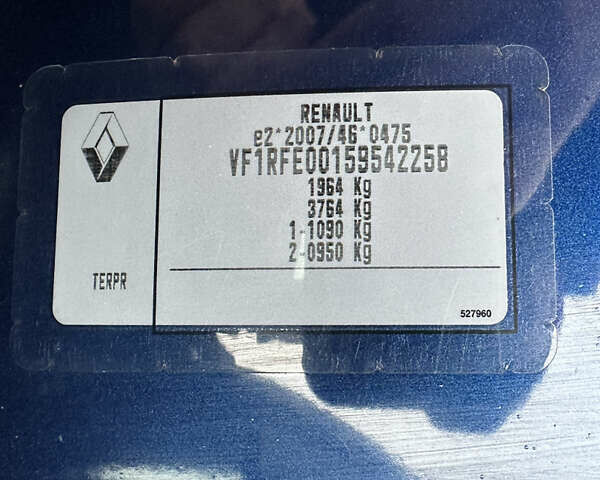 RENAULT
e2*2007/46*0475
VF1RFE00159542258
1964 Kg
3764 Kg
1-1090 Kg
2-0950 Kg
TERPR
527960